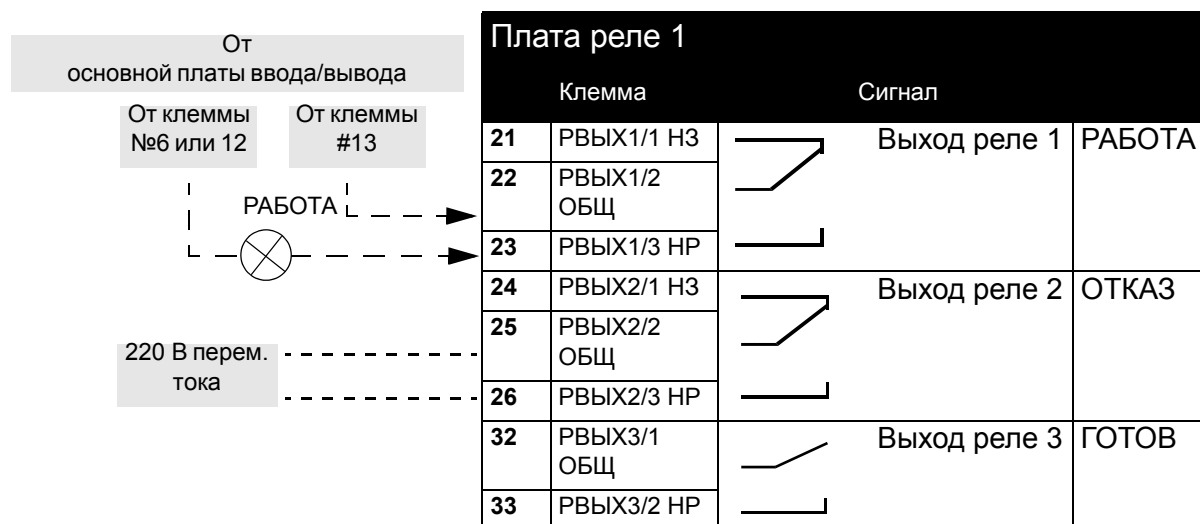 От
основной платы ввода/вывода
От клеммы
№6 или 12
От клеммы
#13
РАБОТА
220 В перем.
тока
Плата реле 1
Клемма Сигнал
21 РВЫХ1/1 НЗ Выход реле 1 РАБОТА
22 РВЫХ1/2
ОБЩ
23 РВЫХ1/3 НР
24 РВЫХ2/1 НЗ Выход реле 2 ОТКАЗ
25 РВЫХ2/2
ОБЩ
26 РВЫХ2/3 НР
32 РВЫХ3/1 Выход реле 3 ГОТОВ
ОБЩ
33 РВЫХ3/2 НР